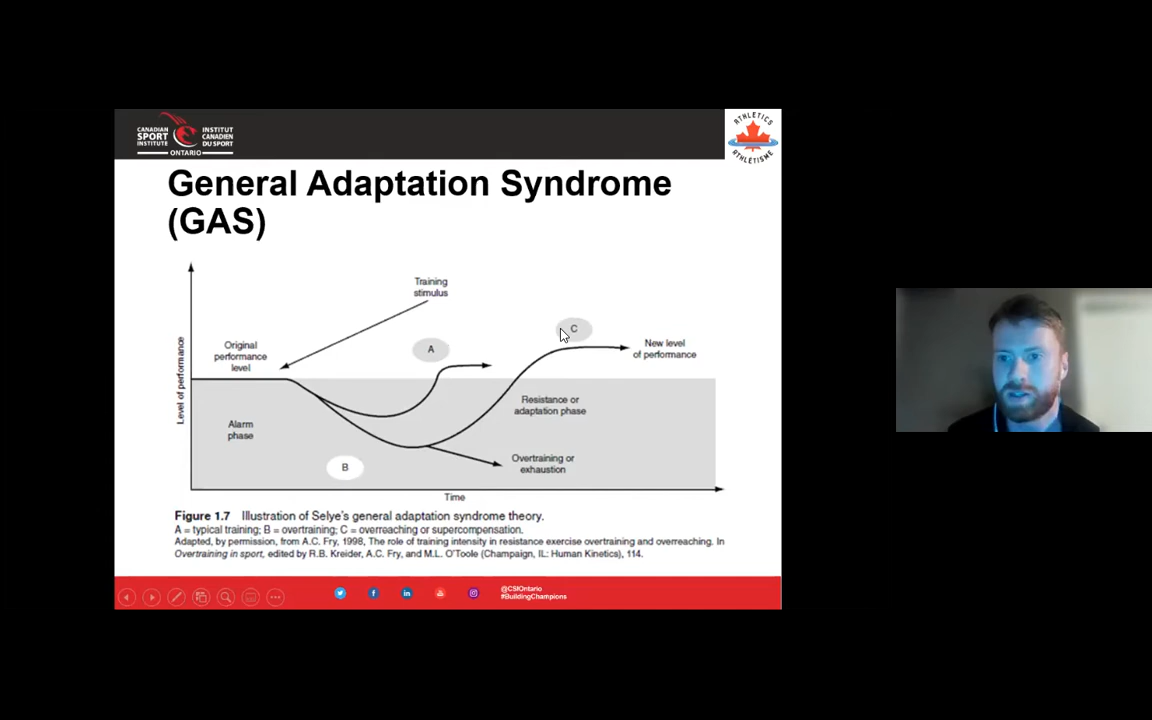 CANADIAN
SPORT
INSTITUTE
INSTITUT
CANADIEN
DU SPORT
ONTARIO
ATHLETICS
ATHLÉTISME
General Adaptation Syndrome
(GAS)
Training
stimulus
C
Original
performance
level
A
New level
of performance
Level of performance
Resistance or
adaptation phase
Alarm
phase
B
Overtraining or
exhaustion
Time
Figure 1.7 Illustration of Selye's general adaptation syndrome theory.
A = typical training; B = overtraining; C = overreaching or supercompensation.
Adapted, by permission, from A.C. Fry, 1998, The role of training intensity in resistance exercise overtraining and overreaching. In
Overtraining in sport, edited by R.B. Kreider, A.C. Fry, and M.L. O'Toole (Champaign, IL: Human Kinetics), 114.
@CSIOntario
#BuildingChampions